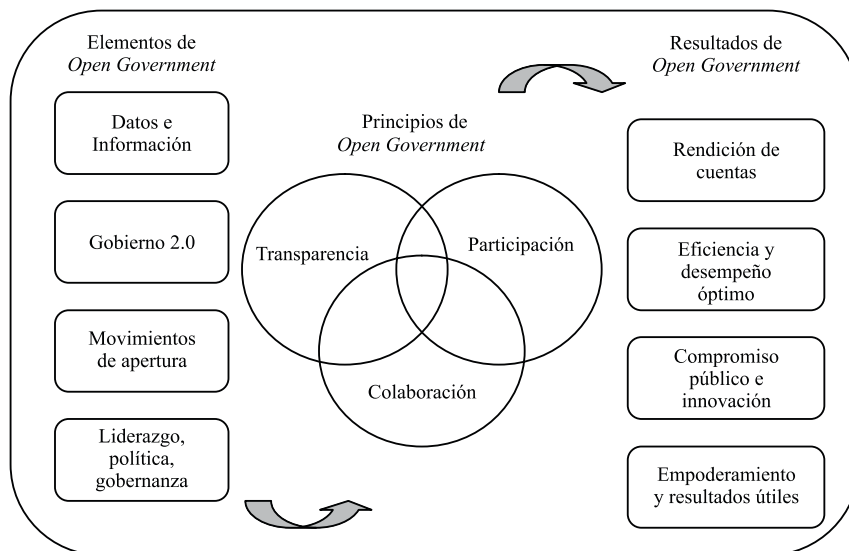 Elementos de
Open Government
Datos e
Información
Gobierno 2.0
Movimientos
de apertura
Liderazgo,
política,
gobernanza
Principios de
Open Government
Transparencia
Participación
Colaboración
Resultados de
Open Government
Rendición de
cuentas
Eficiencia y
desempeño
óptimo
Compromiso
público e
innovación
Empoderamiento
y resultados útiles